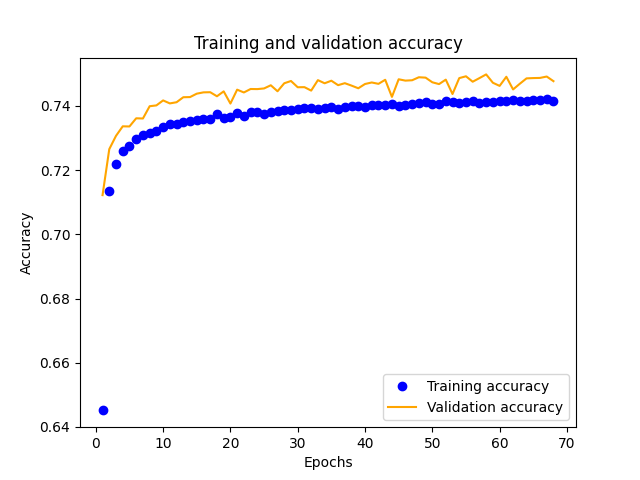 Training and validation accuracy
Accuracy
0.74
0.72
0.70
0.68
0.66
0.64
Training accuracy
Validation accuracy
0 10 20 30 40 50 60 70
Epochs